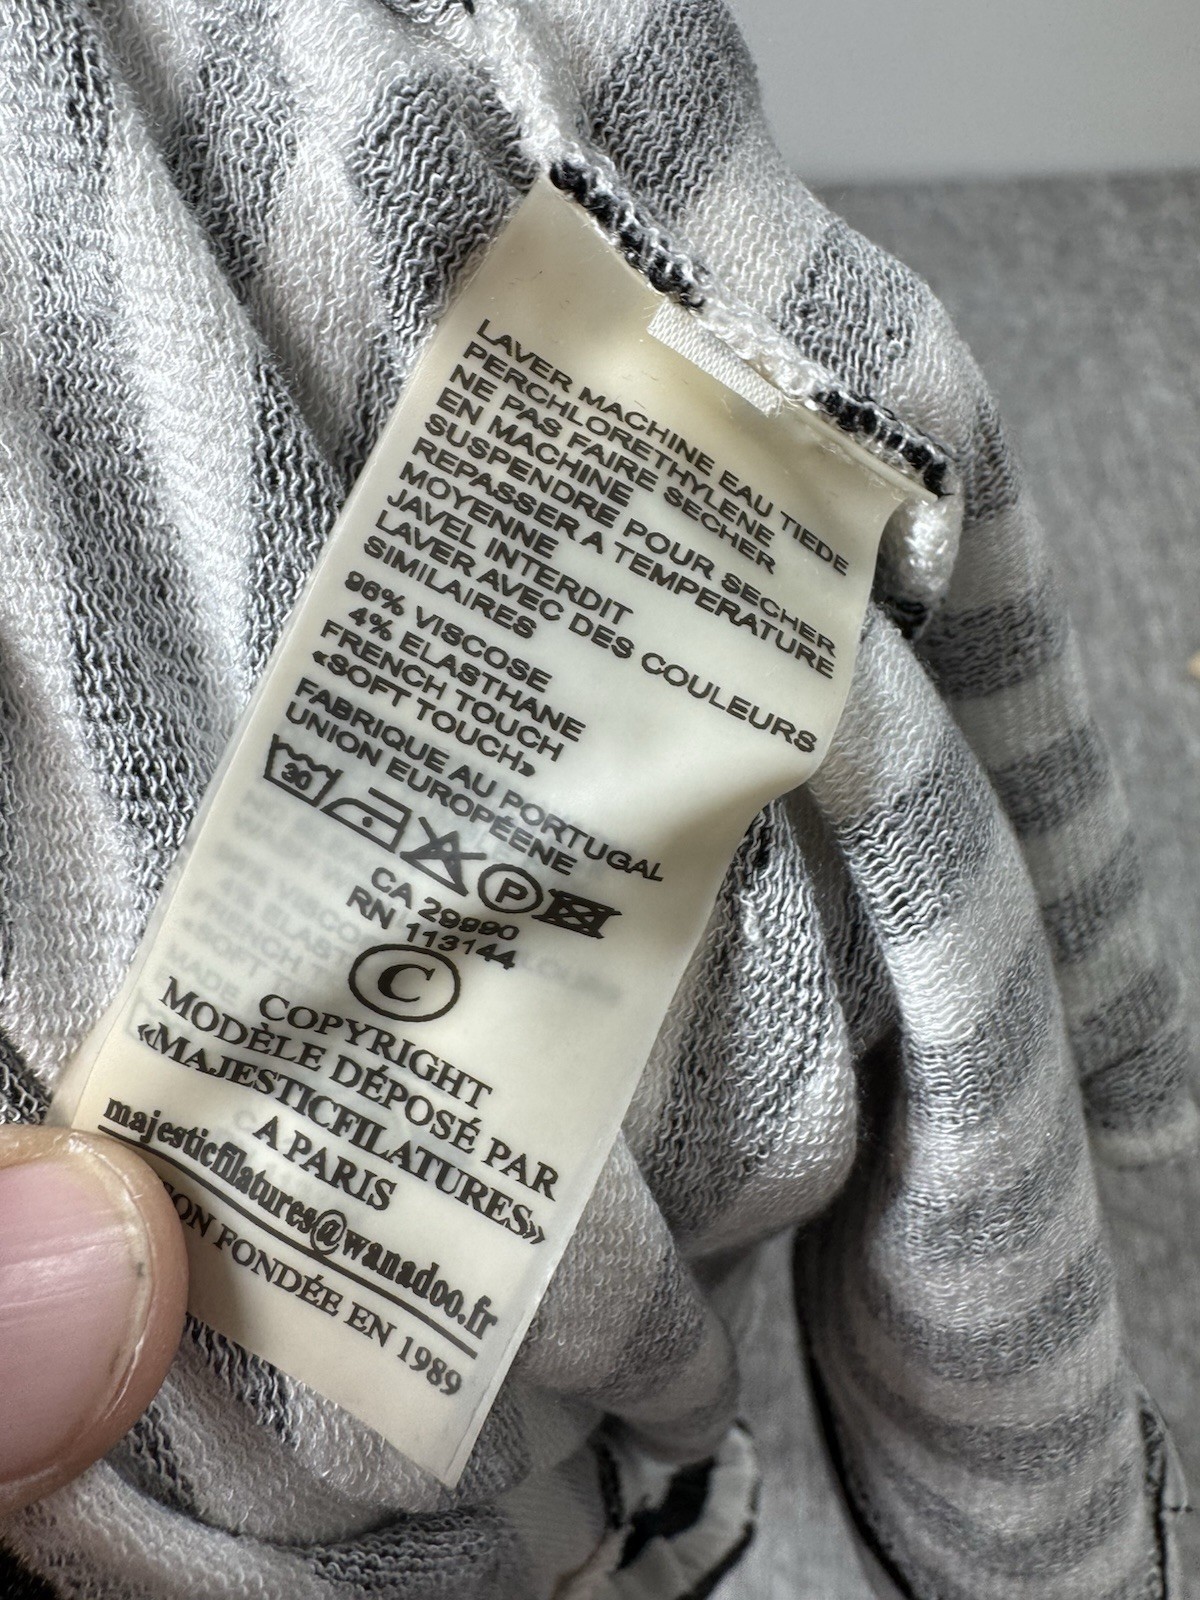 LAVER MACHINE EAU TIEDE
PERCHLORETHYLENE
NE PAS FAIRE SECHER
EN MACHINE
SUSPENDRE POUR SECHER
REPASSER A TEMPERATURE
MOYENNE
JAVEL INTERDIT
LAVER AVEC DES COULEURS
SIMILAIRES
96% VISCOSE
4% ELASTHANE
FRENCH TOUCH
«SOFT TOUCH»
FABRIQUE AU PORTUGAL
UNION EUROPÉENE
30
P
CA 29990
RN 113144
©
COPYRIGHT
MODÈLE DÉPOSÉ PAR
«MAJESTICFILATURES»
A PARIS
majesticfilatures@wanadoo.fr
FONDÉE EN 1989